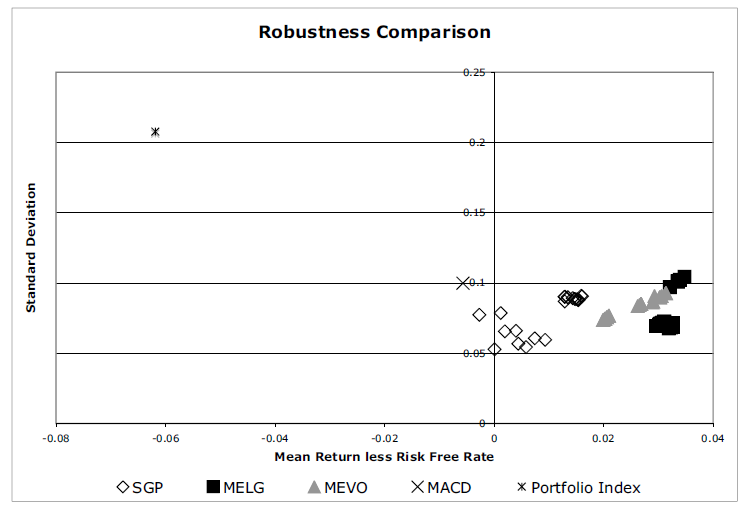 Robustness Comparison
0.25
0.2
0.15
0.1
0.05
0
Standard Deviation
-0.08 -0.06 -0.04 -0.02 0 0.02 0.04
Mean Return less Risk Free Rate
SGP MELG MEVO MACD Portfolio Index